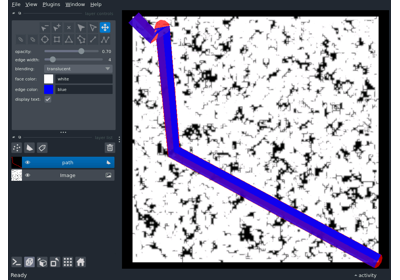 File View Plugins Window Help
opacity: 0.70
edge width: 4
blending: translucent
face color: white
edge color: blue
display text: ✓
path
Image
Ready
activity